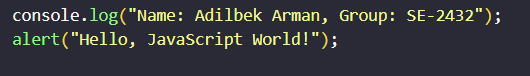 console.log("Name: Adilbek Arman, Group: SE-2432");
alert("Hello, JavaScript World!");